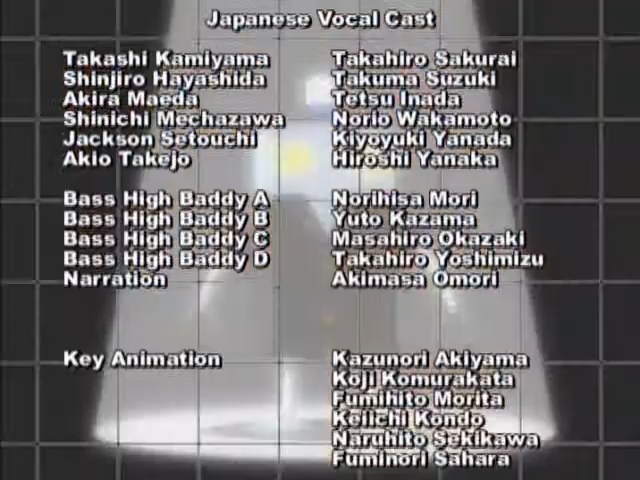 Japanese Vocal Cast
Takashi Kamiyama Takahiro Sakurai
Shinjiro Hayashida Takuma Suzuki
Akira Maeda Tetsu Inada
Shinichi Mechazawa Norio Wakamoto
Jackson Setouchi Kiyoyuki Yanada
Akio Takejo Hiroshi Yanaka
Bass High Baddy A Norihisa Mori
Bass High Baddy B Yuto Kazama
Bass High Baddy C Masahiro Okazaki
Bass High Baddy D Takahiro Yoshimizu
Narration Akimasa Omori
Key Animation Kazunori Akiyama
Koji Komurakata
Fumihito Morita
Keiichi Kondo
Naruhito Sekikawa
Fuminori Sahara